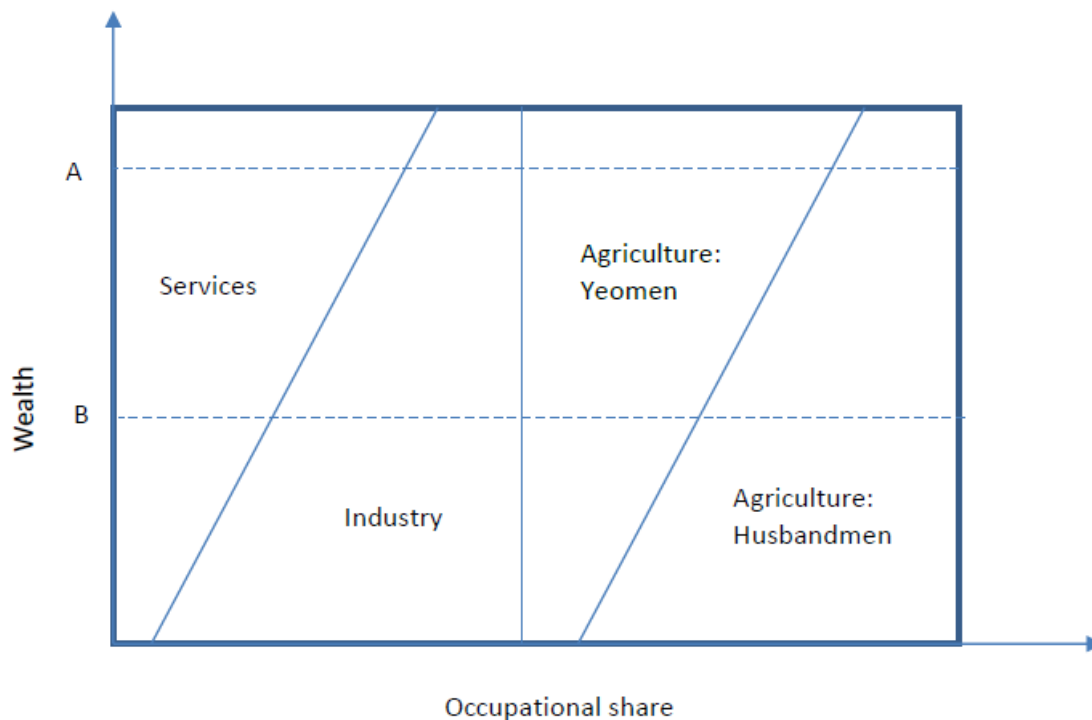 A
Services
Agriculture:
Yeomen
B
Wealth
Industry
Agriculture:
Husbandmen
Occupational share